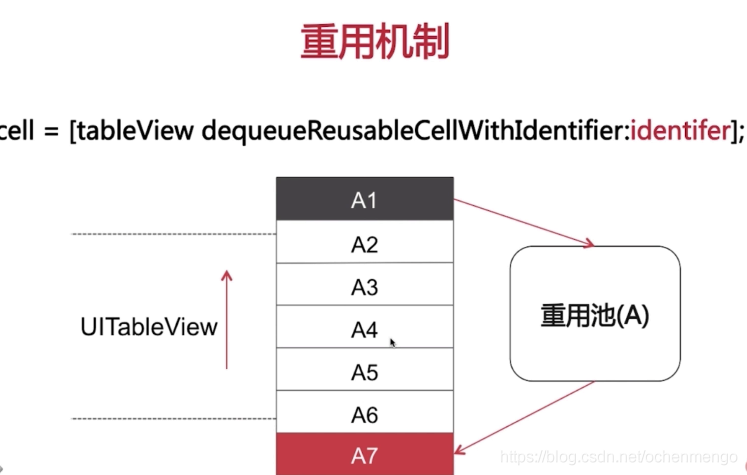 重用机制
cell = [tableView dequeueReusableCellWithIdentifier:identifer];
A1
A2
A3
UITableView
A4
重用池(A)
A5
A6
A7
https://blog.csdn.net/ochenmengo